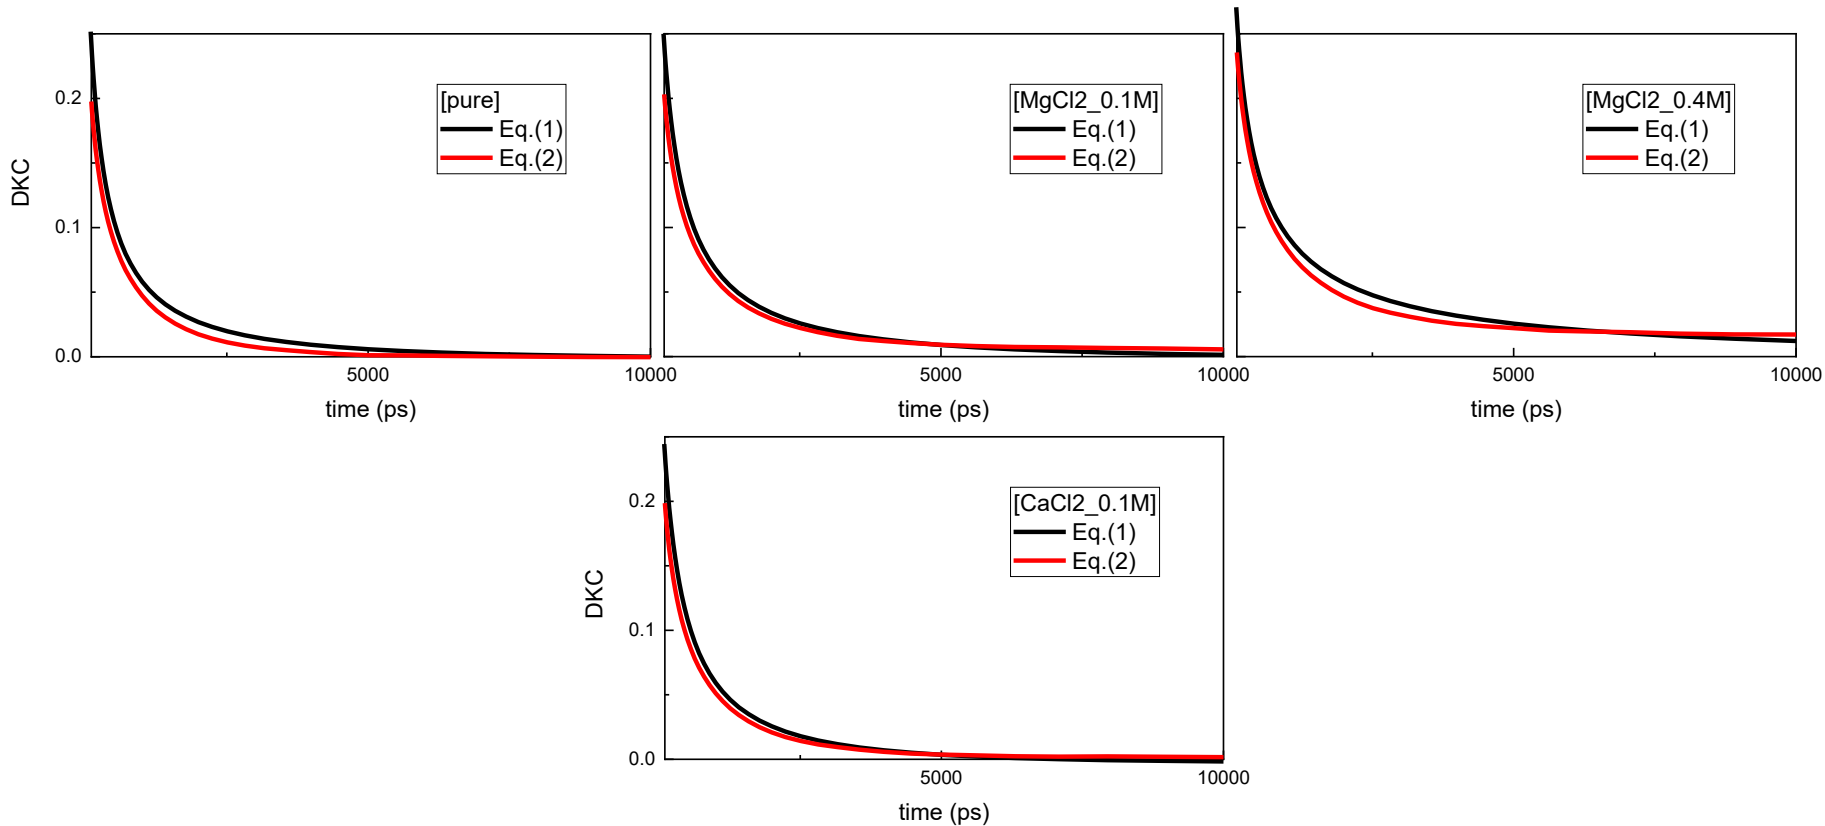 [pure]
Eq.(1)
Eq.(2)
DKC
0.2
0.1
0.0
5000
10000
time (ps)
[MgCl2_0.1M]
Eq.(1)
Eq.(2)
5000
10000
time (ps)
[MgCl2_0.4M]
Eq.(1)
Eq.(2)
5000
10000
time (ps)
[CaCl2_0.1M]
Eq.(1)
Eq.(2)
DKC
0.2
0.1
0.0
5000
10000
time (ps)